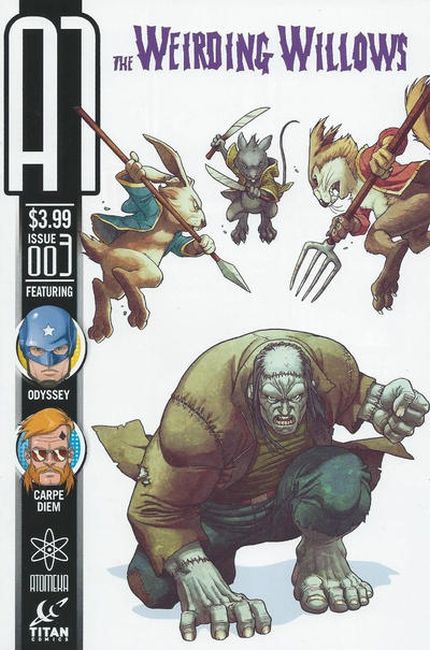 A1
THE WEIRDING WILLOWS
$3.99
ISSUE
003
FEATURING
ODYSSEY
CARPE
DIEM
ATOMEKA
TITAN
COMICS